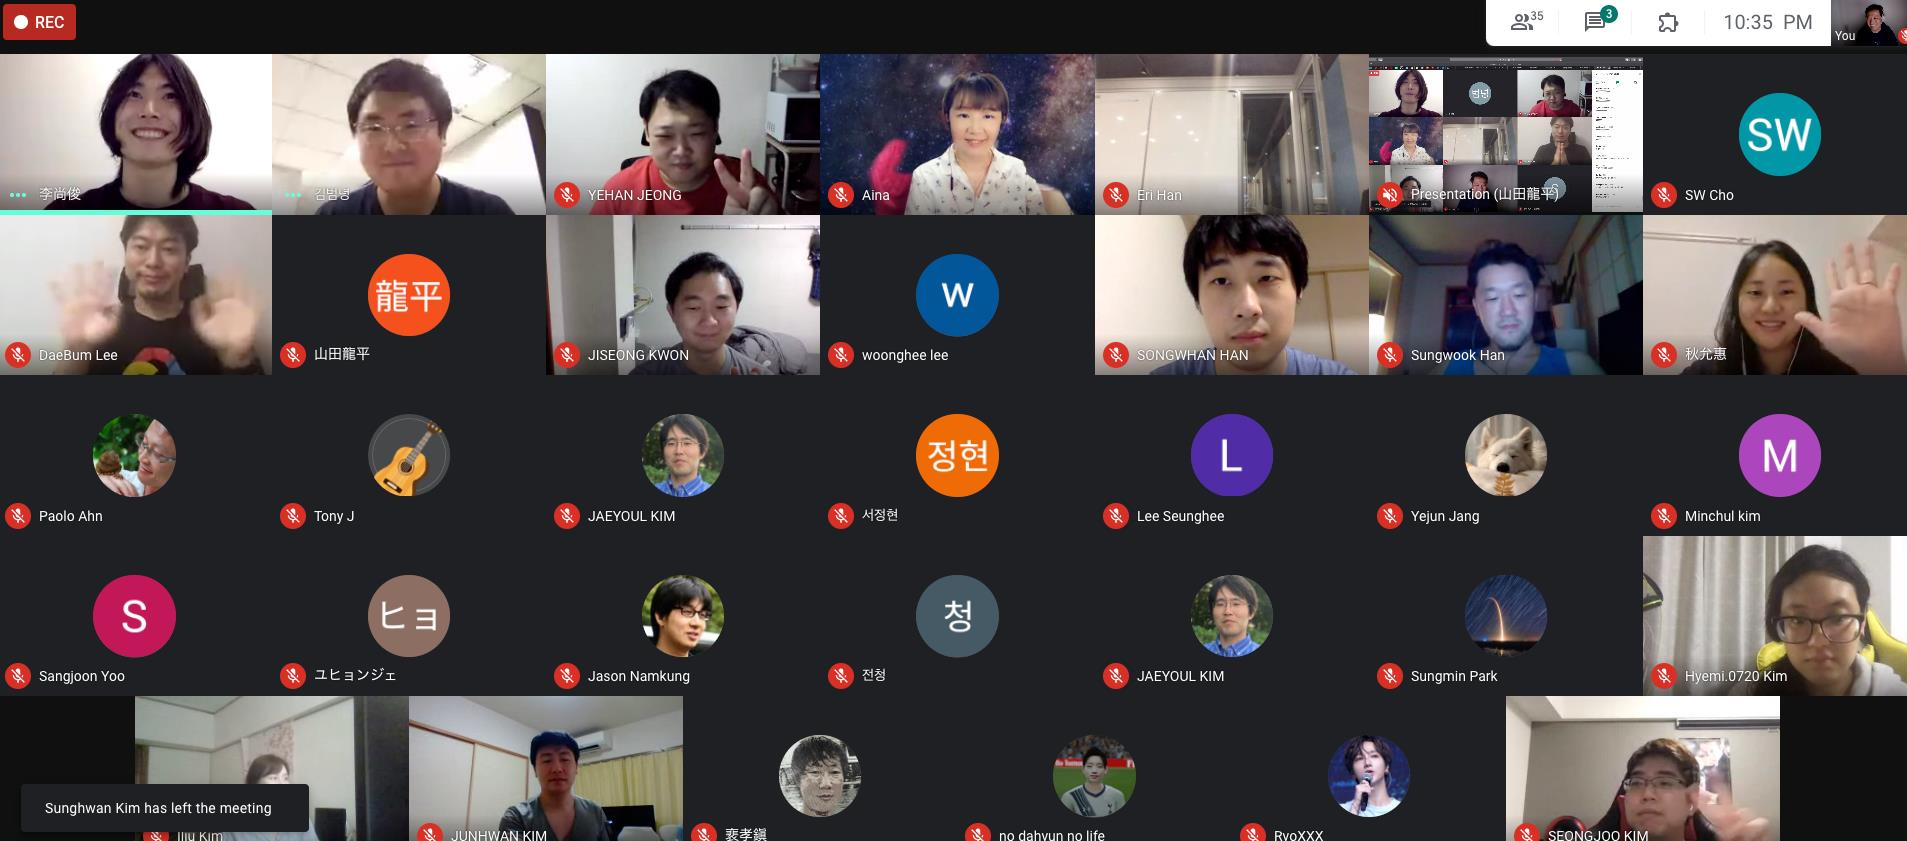 REC
35
3
10:35 PM
You
李尚俊
김범녕
YEHAN JEONG
Aina
Eri Han
Presentation (山田龍平)
SW
SW Cho
DaeBum Lee
龍平
山田龍平
JISEONG KWON
w
woonghee lee
SONGWHAN HAN
Sungwook Han
秋允惠
Paolo Ahn
Tony J
JAEYOUL KIM
정현
서정현
L
Lee Seunghee
Yejun Jang
M
Minchul kim
S
Sangjoon Yoo
ヒョ
ユヒョンジェ
Jason Namkung
청
전청
JAEYOUL KIM
Sungmin Park
Hyemi.0720 Kim
Sunghwan Kim has left the meeting
Kim
JUNHWAN KIM
裵孝鎭
no dahyun no life
RyoXXX
SEONGJOO KIM